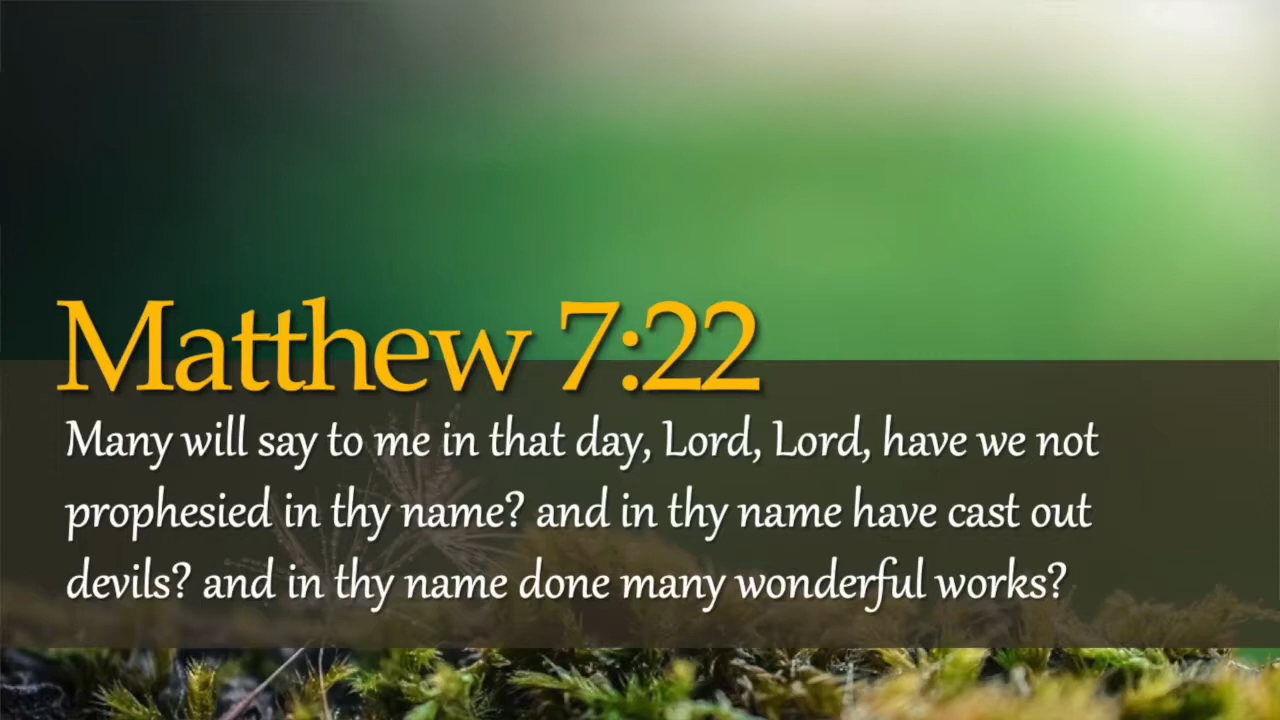 Matthew 7:22
Many will say to me in that day, Lord, Lord, have we not
prophesied in thy name? and in thy name have cast out
devils? and in thy name done many wonderful works?